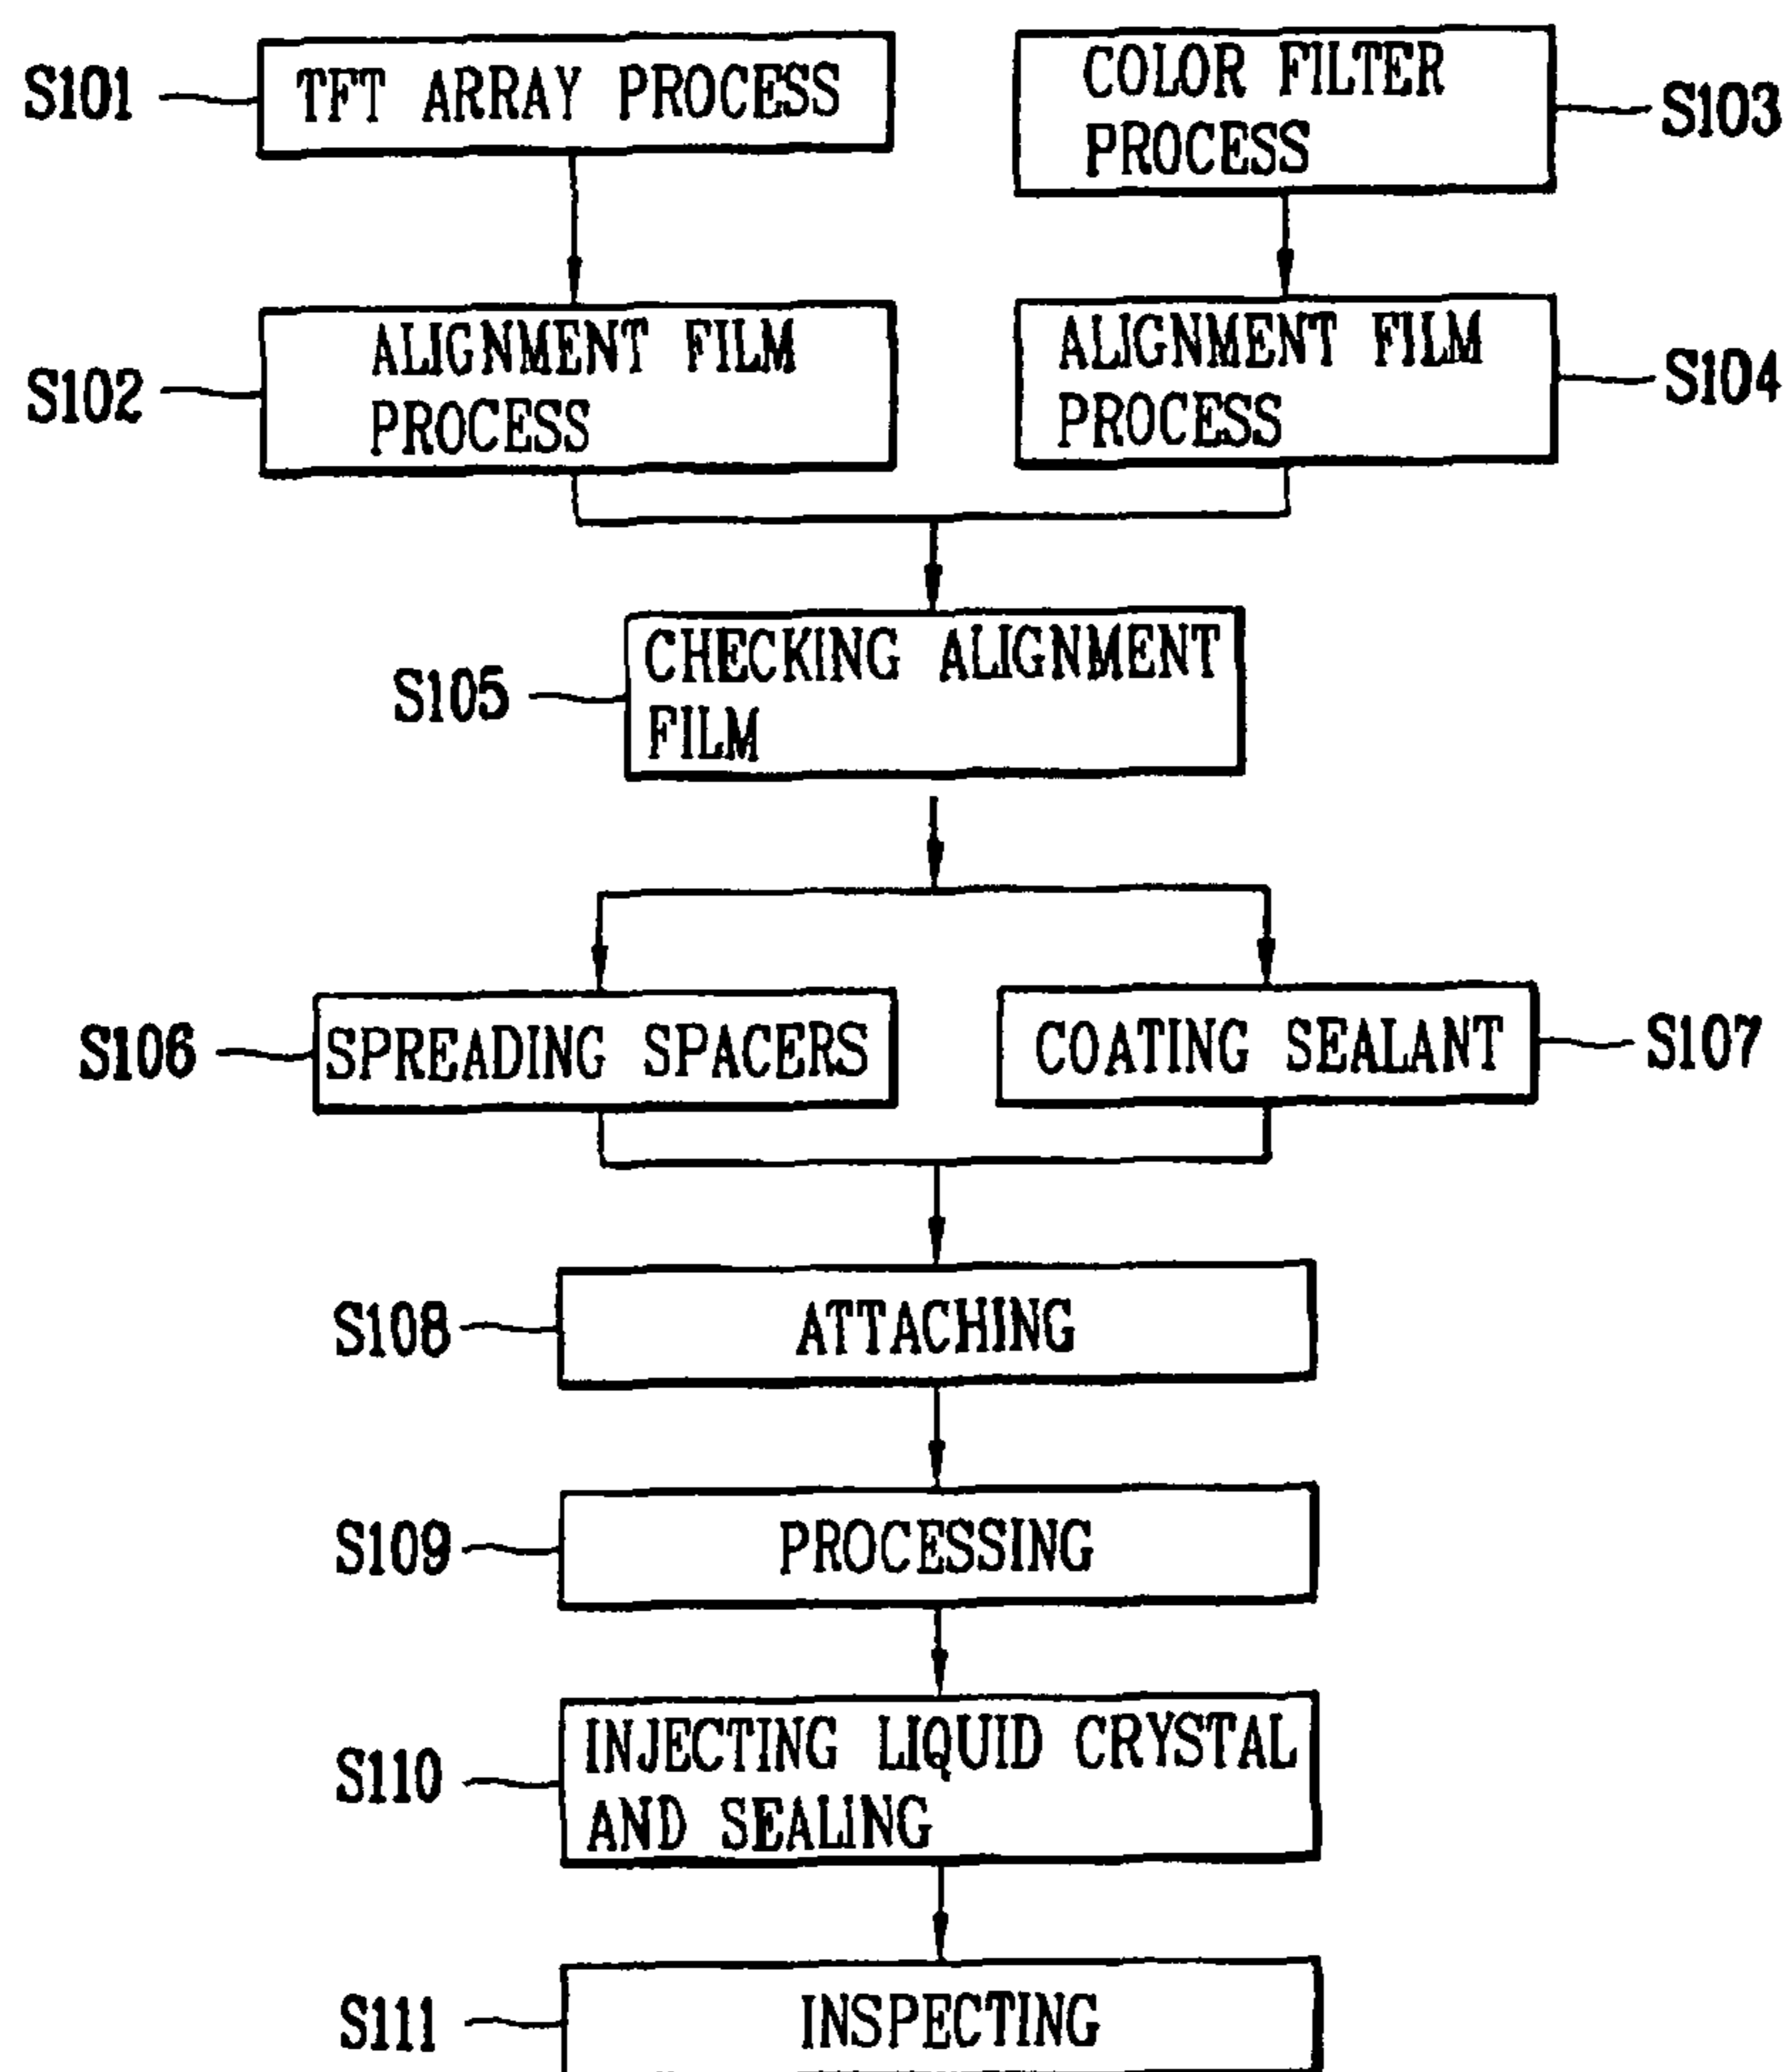 S101
TFT ARRAY PROCESS
COLOR FILTER
PROCESS
S103
S102
ALIGNMENT FILM
PROCESS
ALIGNMENT FILM
PROCESS
S104
S105
CHECKING ALIGNMENT
FILM
S106
SPREADING SPACERS
COATING SEALANT
S107
S108
ATTACHING
S109
PROCESSING
S110
INJECTING LIQUID CRYSTAL
AND SEALING
S111
INSPECTING